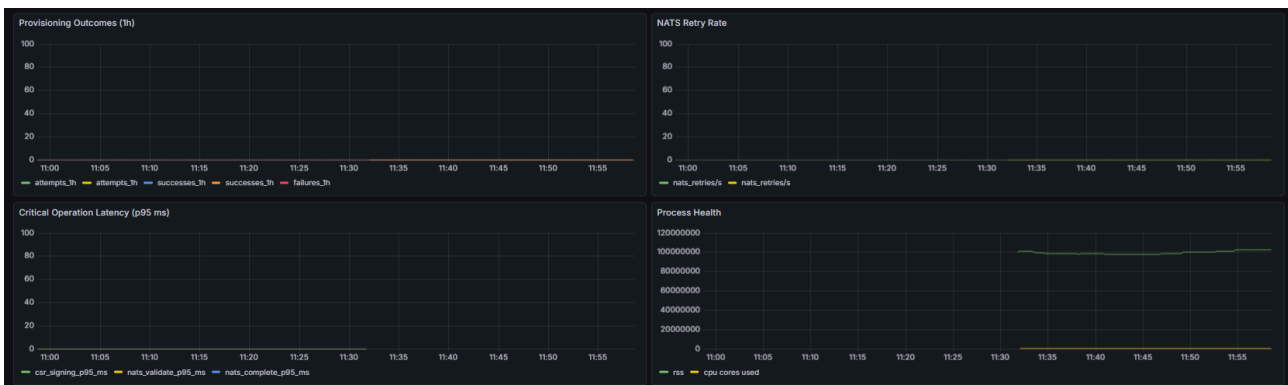 Provisioning Outcomes (1h)
100
80
60
40
20
0
11:00 11:05 11:10 11:15 11:20 11:25 11:30 11:35 11:40 11:45 11:50 11:55
attempts_1h attempts_1h successes_1h successes_1h failures_1h
NATS Retry Rate
100
80
60
40
20
0
11:00 11:05 11:10 11:15 11:20 11:25 11:30 11:35 11:40 11:45 11:50 11:55
nats_retries/s nats_retries/s
Critical Operation Latency (p95 ms)
100
80
60
40
20
0
11:00 11:05 11:10 11:15 11:20 11:25 11:30 11:35 11:40 11:45 11:50 11:55
csr_signing_p95_ms nats_validate_p95_ms nats_complete_p95_ms
Process Health
120000000
100000000
80000000
60000000
40000000
20000000
0
11:00 11:05 11:10 11:15 11:20 11:25 11:30 11:35 11:40 11:45 11:50 11:55
rss cpu cores used